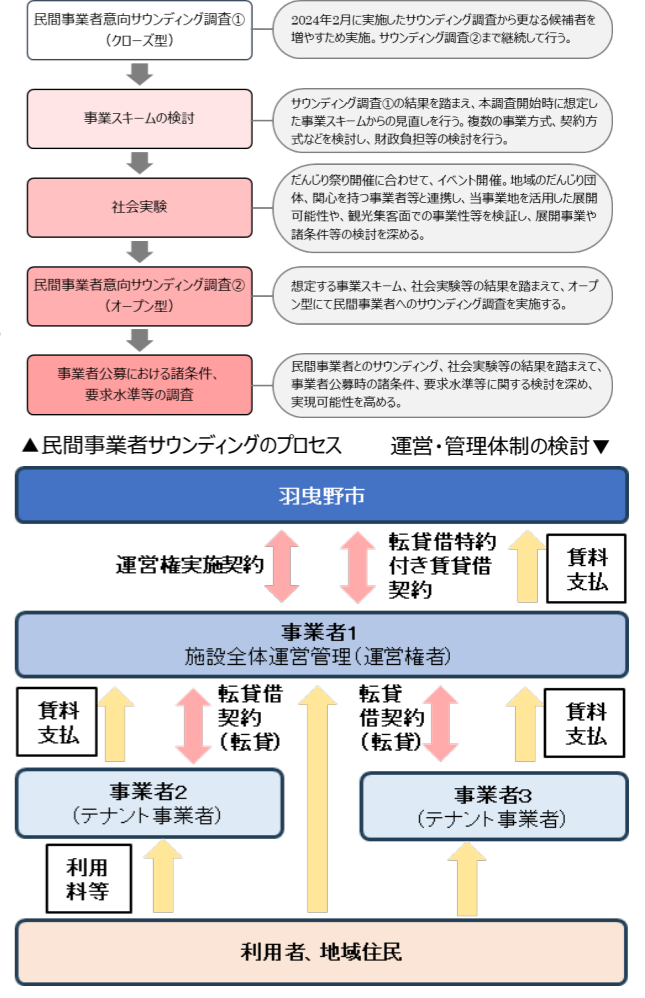 民間事業者意向サウンディング調査①
（クローズ型）
2024年2月に実施したサウンディング調査から更なる候補者を
増やすため実施。サウンディング調査②まで継続して行う。
事業スキームの検討
サウンディング調査①の結果を踏まえ、本調査開始時に想定し
た事業スキームからの見直しを行う。複数の事業方式、契約方
式などを検討し、財政負担等の検討を行う。
社会実験
だんじり祭り開催に合わせて、イベント開催。地域のだんじり団
体、関心を持つ事業者等と連携し、当事業地を活用した展開
可能性や、観光集客面での事業性等を検証し、展開事業や
諸条件等の検討を深める。
民間事業者意向サウンディング調査②
（オープン型）
想定する事業スキーム、社会実験等の結果を踏まえて、オープ
ン型にて民間事業者へのサウンディング調査を実施する。
事業者公募における諸条件、
要求水準等の調査
民間事業者とのサウンディング、社会実験等の結果を踏まえて、
事業者公募時の諸条件、要求水準等に関する検討を深め、
実現可能性を高める。
▲民間事業者サウンディングのプロセス
運営・管理体制の検討▼
羽曳野市
運営権実施契約
転貸借特約
付き賃貸借
契約
賃料
支払
事業者1
施設全体運営管理（運営権者）
賃料
支払
転貸借
契約
（転貸）
転貸
借契約
（転貸）
賃料
支払
事業者2
（テナント事業者）
事業者3
（テナント事業者）
利用
料等
利用者、地域住民